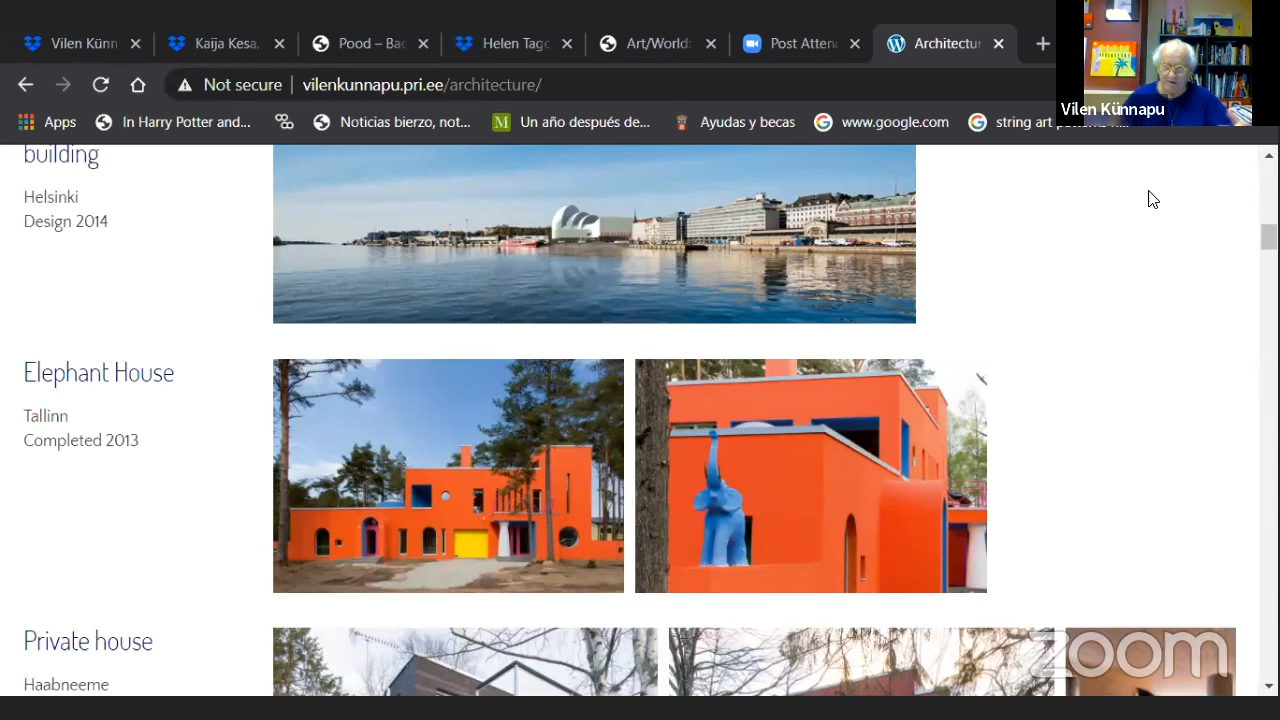 Vilen Künn
Kaija Kesa,
Pood – Bac
Helen Tago
Art/World:
Post Atten
Architectur
Not secure
vilenkunnapu.pri.ee/architecture/
Vilen Künnapu
Apps
In Harry Potter and...
Noticias bierzo, not...
M
Un año después de...
Ayudas y becas
www.google.com
string art
building
Helsinki
Design 2014
Elephant House
Tallinn
Completed 2013
Private house
Haabneeme
zoom